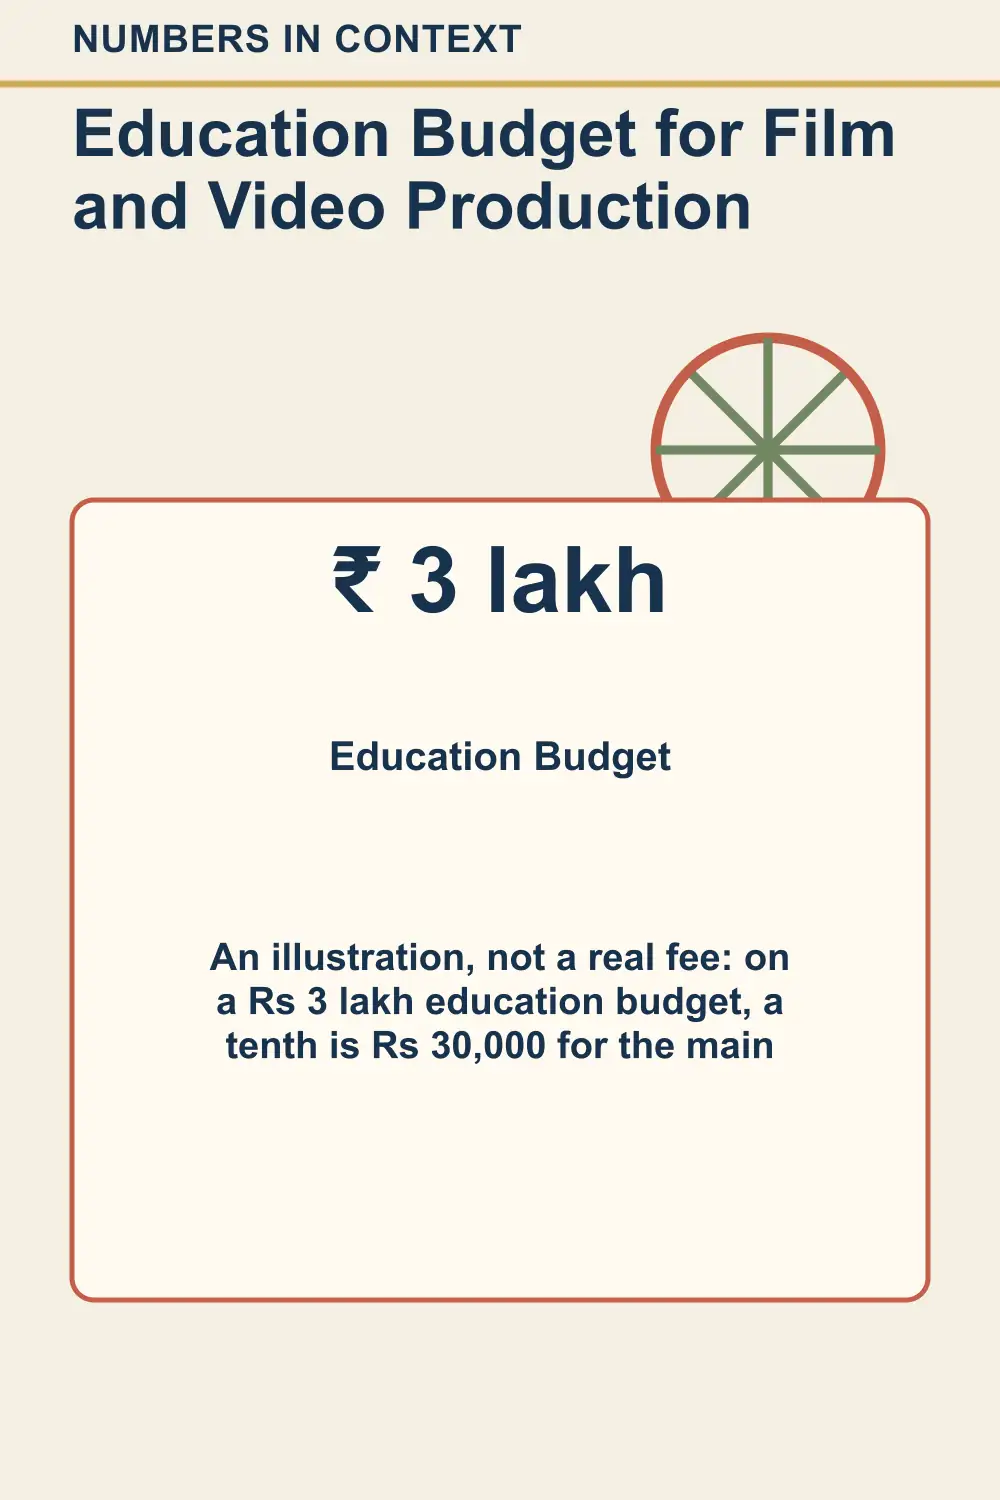 NUMBERS IN CONTEXT
Education Budget for Film
and Video Production
₹ 3 lakh
Education Budget
An illustration, not a real fee: on
a Rs 3 lakh education budget, a
tenth is Rs 30,000 for the main